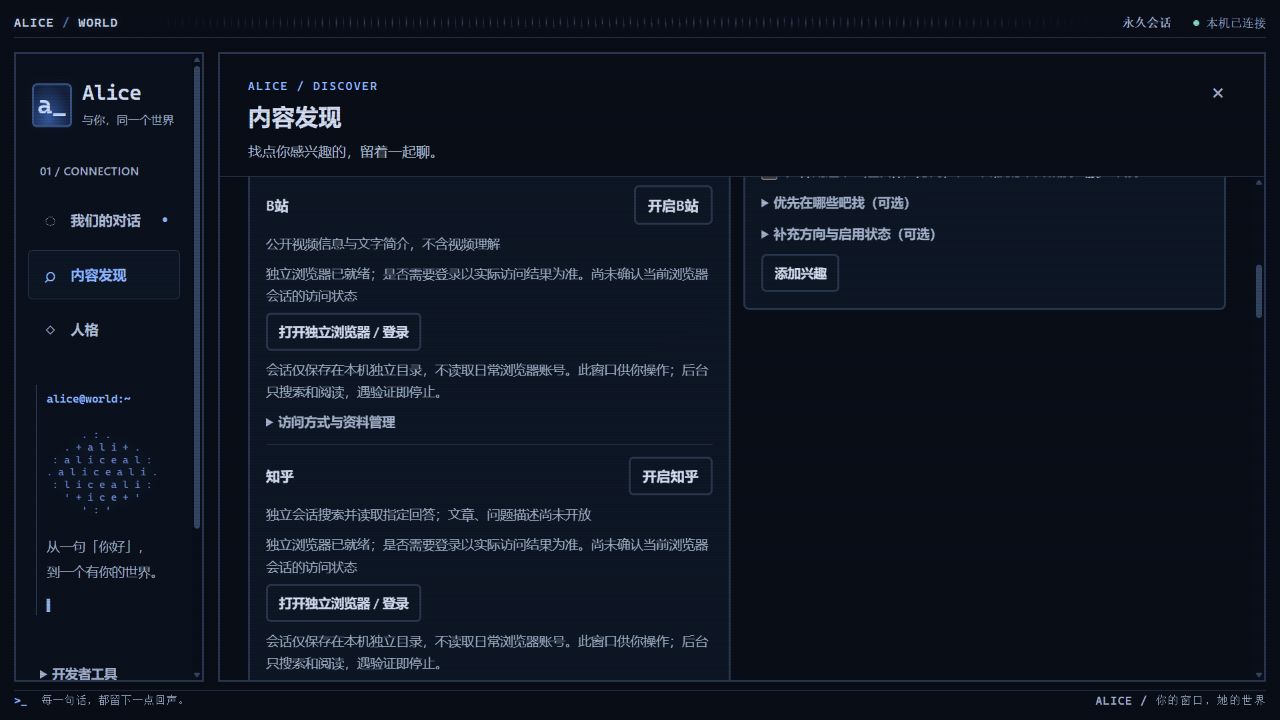 ALICE / WORLD
永久会话
本机已连接
a_
Alice
与你，同一个世界
01 / CONNECTION
我们的对话
内容发现
人格
alice@world:~
. : .
. + a l i + .
: a l i c e a l :
. a l i c e a l i .
: l i c e a l i :
' + i c e + '
' : '
从一句「你好」，
到一个有你的世界。
开发者工具
ALICE / DISCOVER
内容发现
找点你感兴趣的，留着一起聊。
×
B站
开启B站
公开视频信息与文字简介，不含视频理解
独立浏览器已就绪；是否需要登录以实际访问结果为准。尚未确认当前浏览器
会话的访问状态
打开独立浏览器 / 登录
会话仅保存在本机独立目录，不读取日常浏览器账号。此窗口供你操作；后台
只搜索和阅读，遇验证即停止。
访问方式与资料管理
知乎
开启知乎
独立会话搜索并读取指定回答；文章、问题描述尚未开放
独立浏览器已就绪；是否需要登录以实际访问结果为准。尚未确认当前浏览器
会话的访问状态
打开独立浏览器 / 登录
会话仅保存在本机独立目录，不读取日常浏览器账号。此窗口供你操作；后台
只搜索和阅读，遇验证即停止。
优先在哪些吧找（可选）
补充方向与启用状态（可选）
添加兴趣
>_ 每一句话，都留下一点回声。
ALICE / 你的窗口，她的世界